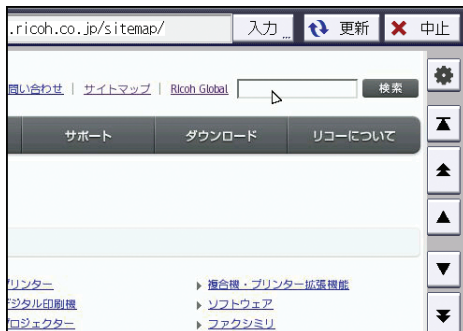 .ricoh.co.jp/sitemap/ 入力 更新 中止
問い合わせ | サイトマップ | Ricoh Global 検索
サポート ダウンロード リコーについて
プリンター 複合機・プリンター拡張機能
デジタル印刷機 ソフトウェア
プロジェクター ファクシミリ